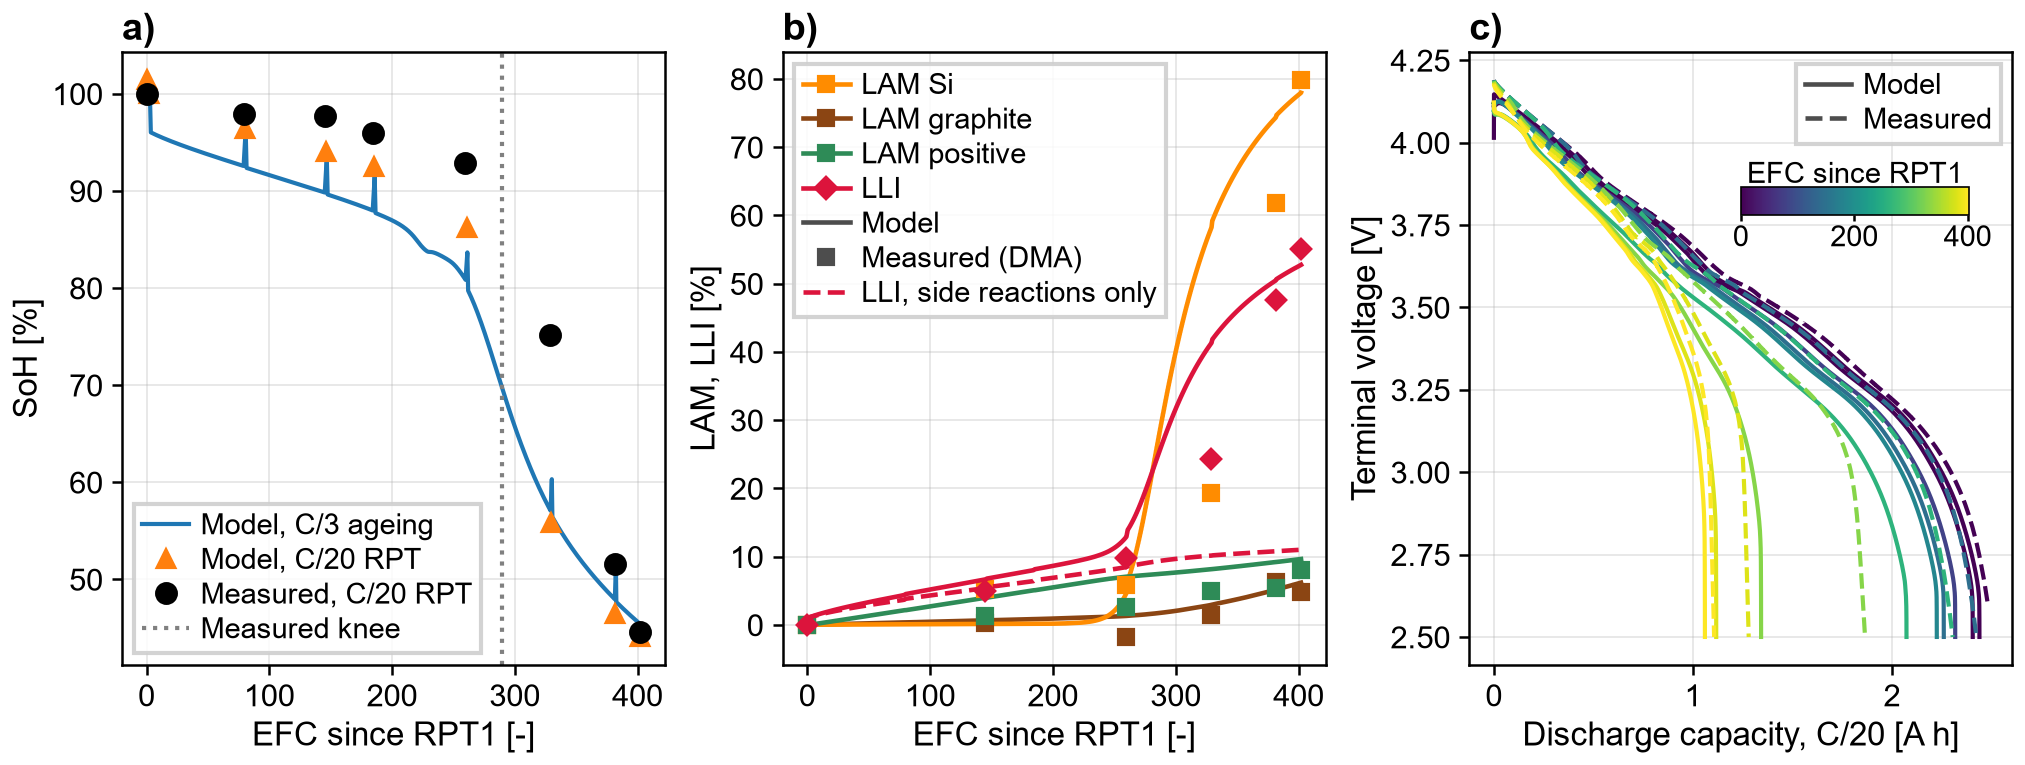 a)
SoH [%]
100
90
80
70
60
50
Model, C/3 ageing
Model, C/20 RPT
Measured, C/20 RPT
Measured knee
0
100
200
300
400
EFC since RPT1 [-]
b)
LAM, LLI [%]
80
70
60
50
40
30
20
10
0
LAM Si
LAM graphite
LAM positive
LLI
Model
Measured (DMA)
LLI, side reactions only
0
100
200
300
400
EFC since RPT1 [-]
c)
Terminal voltage [V]
4.25
4.00
3.75
3.50
3.25
3.00
2.75
2.50
Model
Measured
EFC since RPT1
0
200
400
0
1
2
Discharge capacity, C/20 [A h]